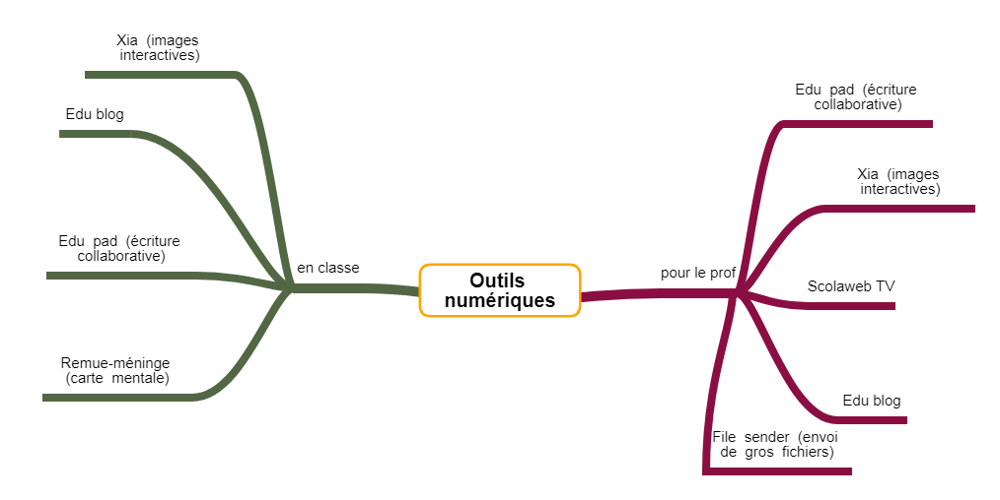 Outils
numériques
en classe
Xia (images
interactives)
Edu blog
Edu pad (écriture
collaborative)
Remue-méninge
(carte mentale)
pour le prof
Edu pad (écriture
collaborative)
Xia (images
interactives)
Scolaweb TV
Edu blog
File sender (envoi
de gros fichiers)